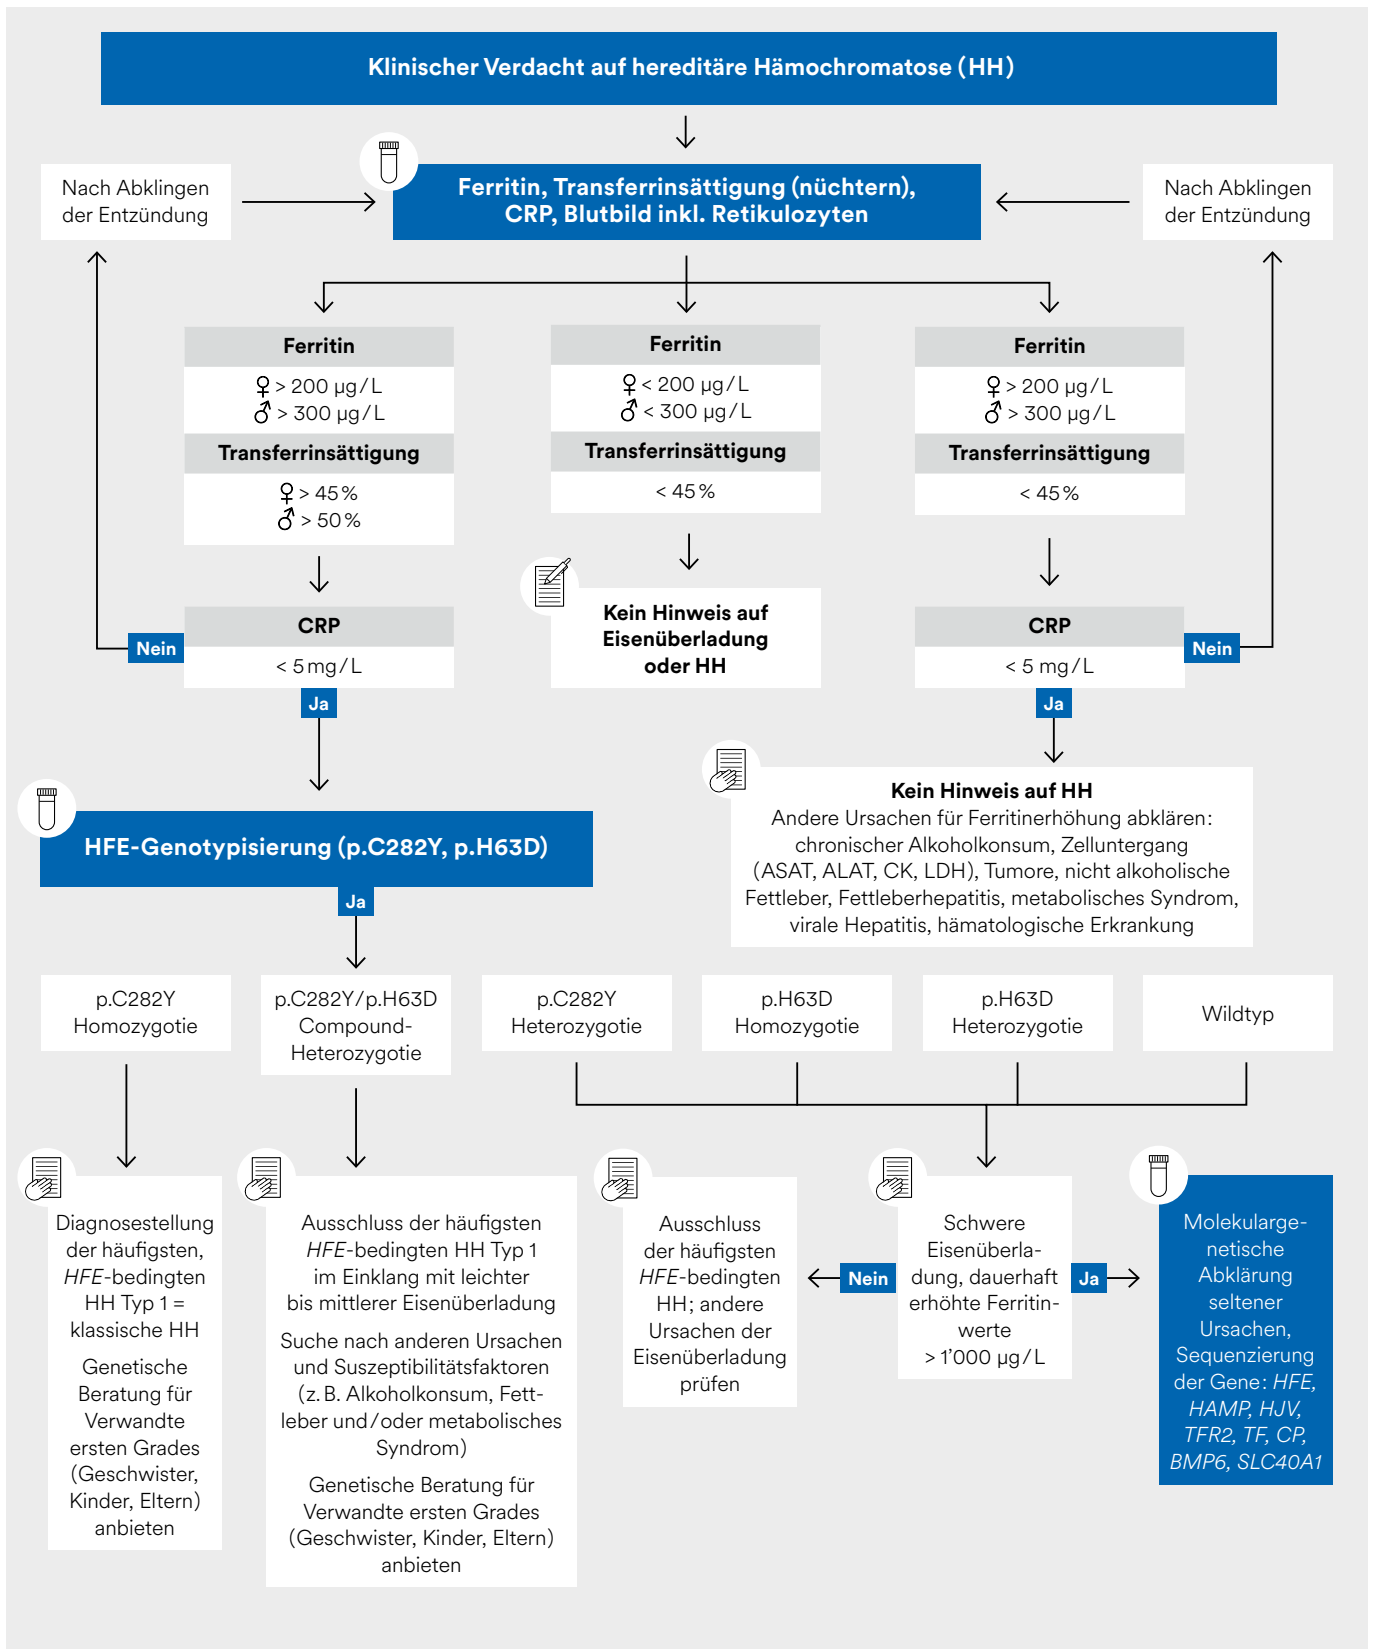 Klinischer Verdacht auf hereditäre Hämochromatose (HH)
Nach Abklingen
der Entzündung
Ferritin, Transferrinsättigung (nüchtern),
CRP, Blutbild inkl. Retikulozyten
Nach Abklingen
der Entzündung
Ferritin
♀ > 200 µg/L
♂ > 300 µg/L
Transferrinsättigung
♀ > 45%
♂ > 50%
CRP
< 5 mg/L
Nein
Ja
Ferritin
♀ < 200 µg/L
♂ < 300 µg/L
Transferrinsättigung
< 45%
Kein Hinweis auf
Eisenüberladung
oder HH
Ferritin
♀ > 200 µg/L
♂ > 300 µg/L
Transferrinsättigung
< 45%
CRP
< 5 mg/L
Nein
Ja
Kein Hinweis auf HH
Andere Ursachen für Ferritinerhöhung abklären:
chronischer Alkoholkonsum, Zelluntergang
(ASAT, ALAT, CK, LDH), Tumore, nicht alkoholische
Fettleber, Fettleberhepatitis, metabolisches Syndrom,
virale Hepatitis, hämatologische Erkrankung
HFE-Genotypisierung (p.C282Y, p.H63D)
Ja
p.C282Y
Homozygotie
p.C282Y/p.H63D
Compound-
Heterozygotie
p.C282Y
Heterozygotie
p.H63D
Homozygotie
p.H63D
Heterozygotie
Wildtyp
Diagnosestellung
der häufigsten,
HFE-bedingten
HH Typ 1 =
klassische HH
Genetische
Beratung für
Verwandte
ersten Grades
(Geschwister,
Kinder, Eltern)
anbieten
Ausschluss der häufigsten
HFE-bedingten HH Typ 1
im Einklang mit leichter
bis mittlerer Eisenüberladung
Suche nach anderen Ursachen
und Suszeptibilitätsfaktoren
(z. B. Alkoholkonsum, Fett-
leber und/oder metabolisches
Syndrom)
Genetische Beratung für
Verwandte ersten Grades
(Geschwister, Kinder, Eltern)
anbieten
Ausschluss
der häufigsten
HFE-bedingten
HH; andere
Ursachen der
Eisenüberladung
prüfen
Nein
Schwere
Eisenüberla-
dung, dauerhaft
erhöhte Ferritin-
werte
> 1'000 µg/L
Ja
Molekularge-
netische
Abklärung
seltener
Ursachen,
Sequenzierung
der Gene: HFE,
HAMP, HJV,
TFR2, TF, CP,
BMP6, SLC40A1